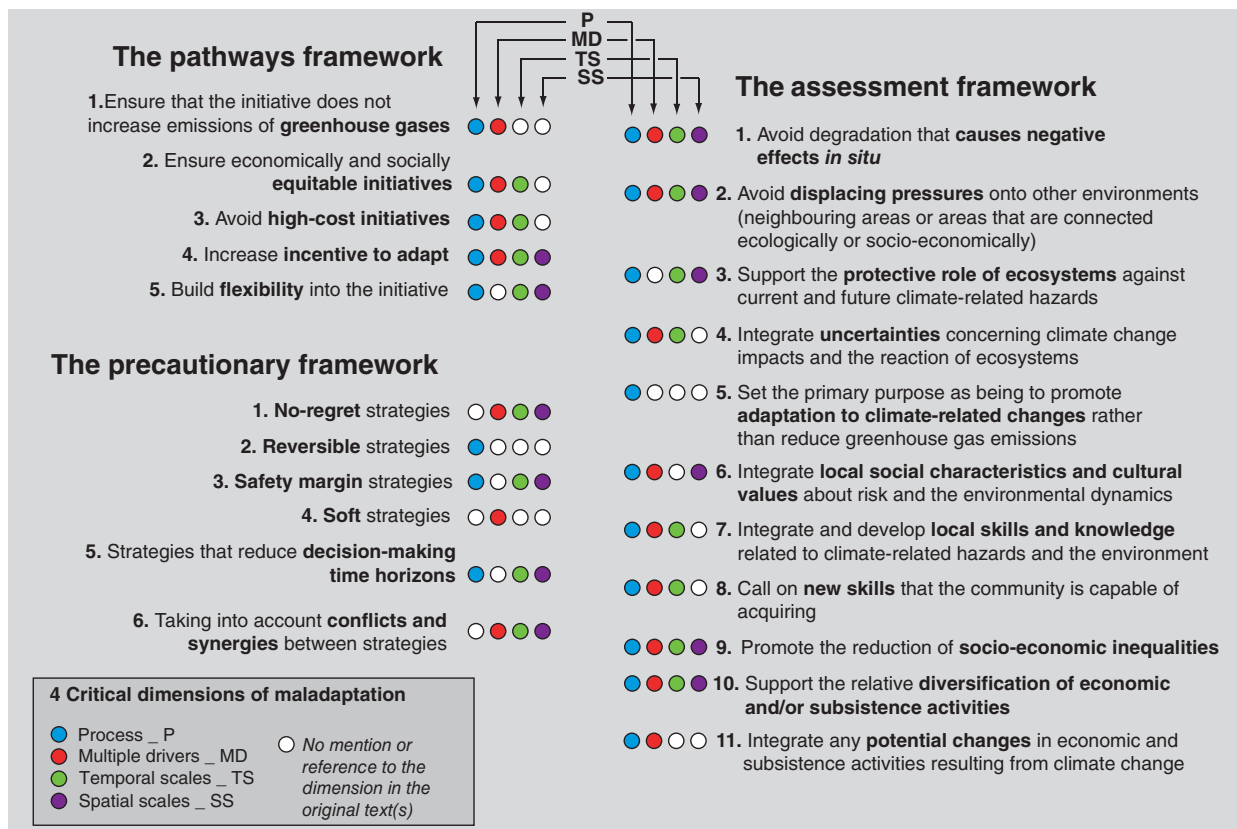 P
MD
TS
SS
The pathways framework
1.Ensure that the initiative does not
increase emissions of greenhouse gases
2. Ensure economically and socially
equitable initiatives
3. Avoid high-cost initiatives
4. Increase incentive to adapt
5. Build flexibility into the initiative
The precautionary framework
1. No-regret strategies
2. Reversible strategies
3. Safety margin strategies
4. Soft strategies
5. Strategies that reduce decision-making
time horizons
6. Taking into account conflicts and
synergies between strategies
4 Critical dimensions of maladaptation
Process _ P
Multiple drivers _ MD
Temporal scales _ TS
Spatial scales _ SS
No mention or
reference to the
dimension in the
original text(s)
The assessment framework
1. Avoid degradation that causes negative
effects in situ
2. Avoid displacing pressures onto other environments
(neighbouring areas or areas that are connected
ecologically or socio-economically)
3. Support the protective role of ecosystems against
current and future climate-related hazards
4. Integrate uncertainties concerning climate change
impacts and the reaction of ecosystems
5. Set the primary purpose as being to promote
adaptation to climate-related changes rather
than reduce greenhouse gas emissions
6. Integrate local social characteristics and cultural
values about risk and the environmental dynamics
7. Integrate and develop local skills and knowledge
related to climate-related hazards and the environment
8. Call on new skills that the community is capable of
acquiring
9. Promote the reduction of socio-economic inequalities
10. Support the relative diversification of economic
and/or subsistence activities
11. Integrate any potential changes in economic and
subsistence activities resulting from climate change